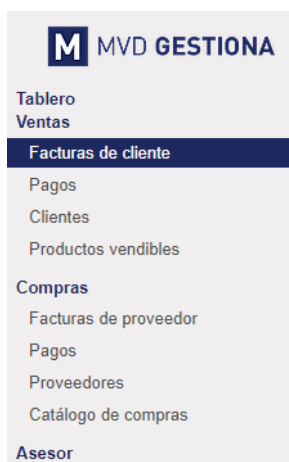 M MVD GESTIONA
Tablero
Ventas
Facturas de cliente
Pagos
Clientes
Productos vendibles
Compras
Facturas de proveedor
Pagos
Proveedores
Catálogo de compras
Asesor